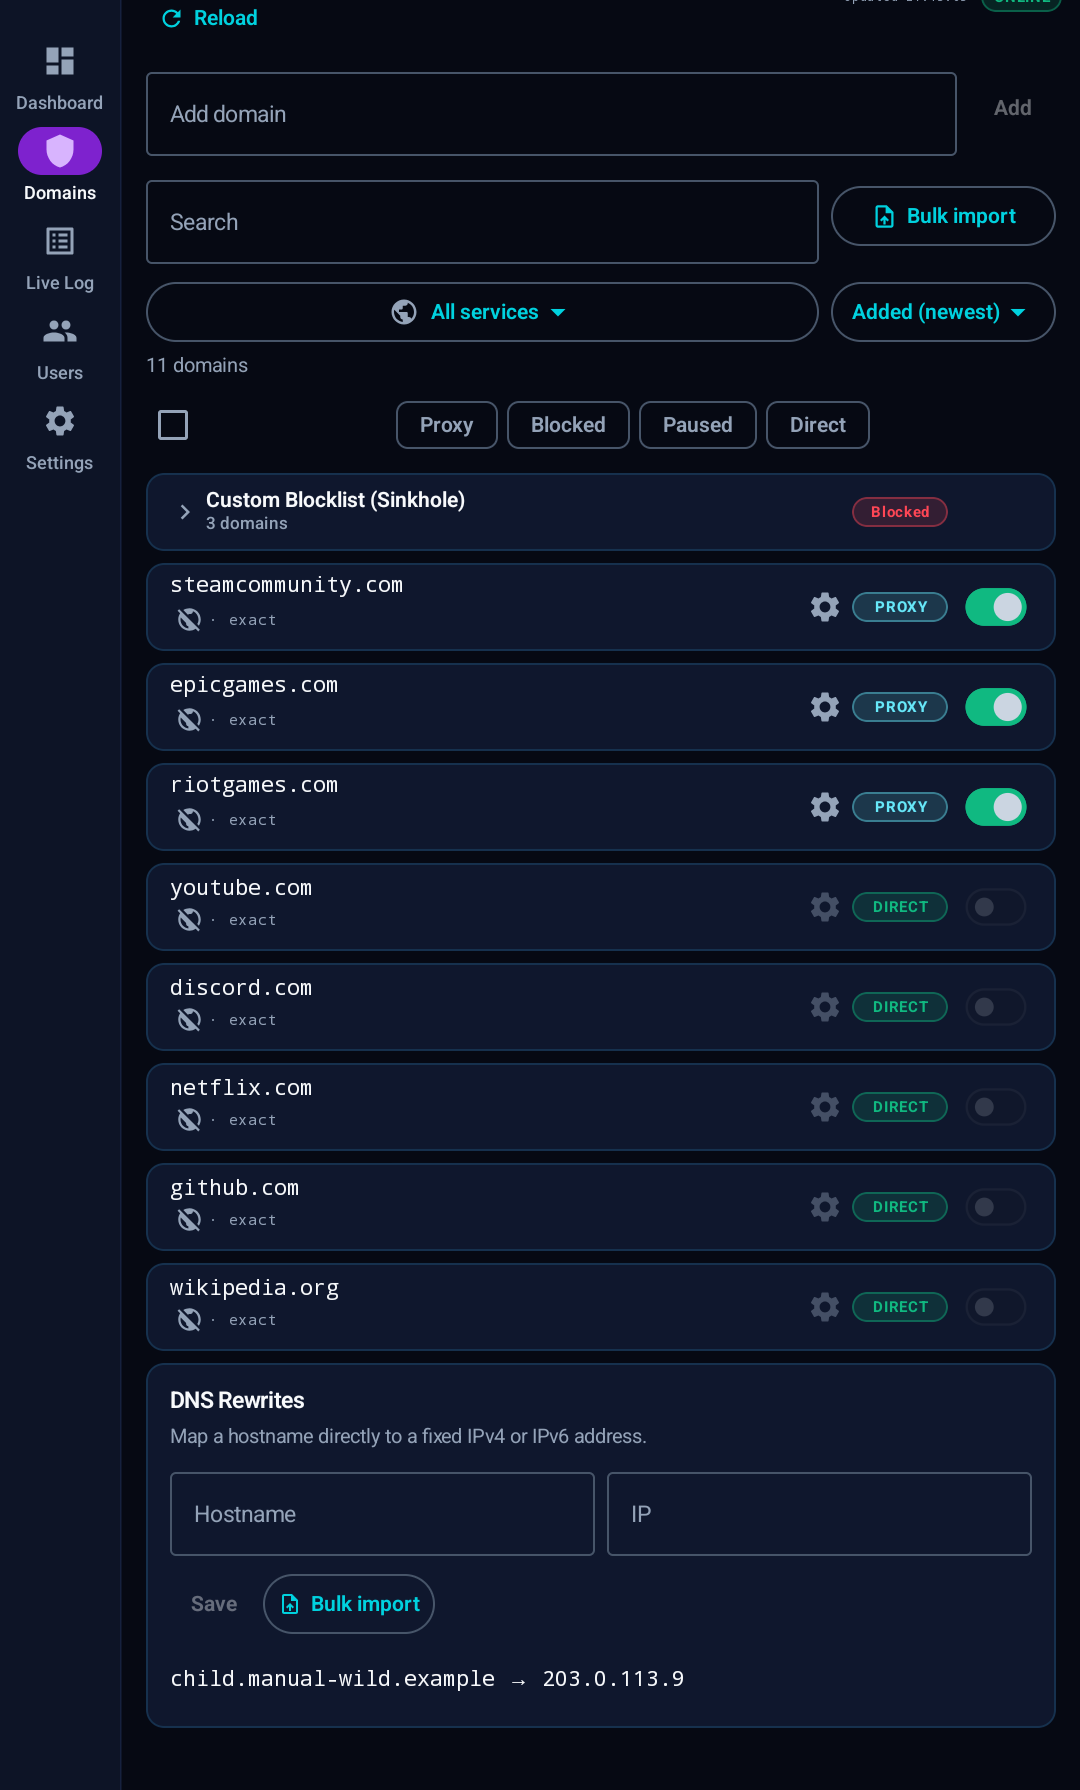 Reload
Dashboard
Domains
Live Log
Users
Settings
Add domain
Add
Search
Bulk import
All services
Added (newest)
11 domains
Proxy
Blocked
Paused
Direct
Custom Blocklist (Sinkhole)
3 domains
Blocked
steamcommunity.com
· exact
PROXY
epicgames.com
· exact
PROXY
riotgames.com
· exact
PROXY
youtube.com
· exact
DIRECT
discord.com
· exact
DIRECT
netflix.com
· exact
DIRECT
github.com
· exact
DIRECT
wikipedia.org
· exact
DIRECT
DNS Rewrites
Map a hostname directly to a fixed IPv4 or IPv6 address.
Hostname
IP
Save
Bulk import
child.manual-wild.example → 203.0.113.9